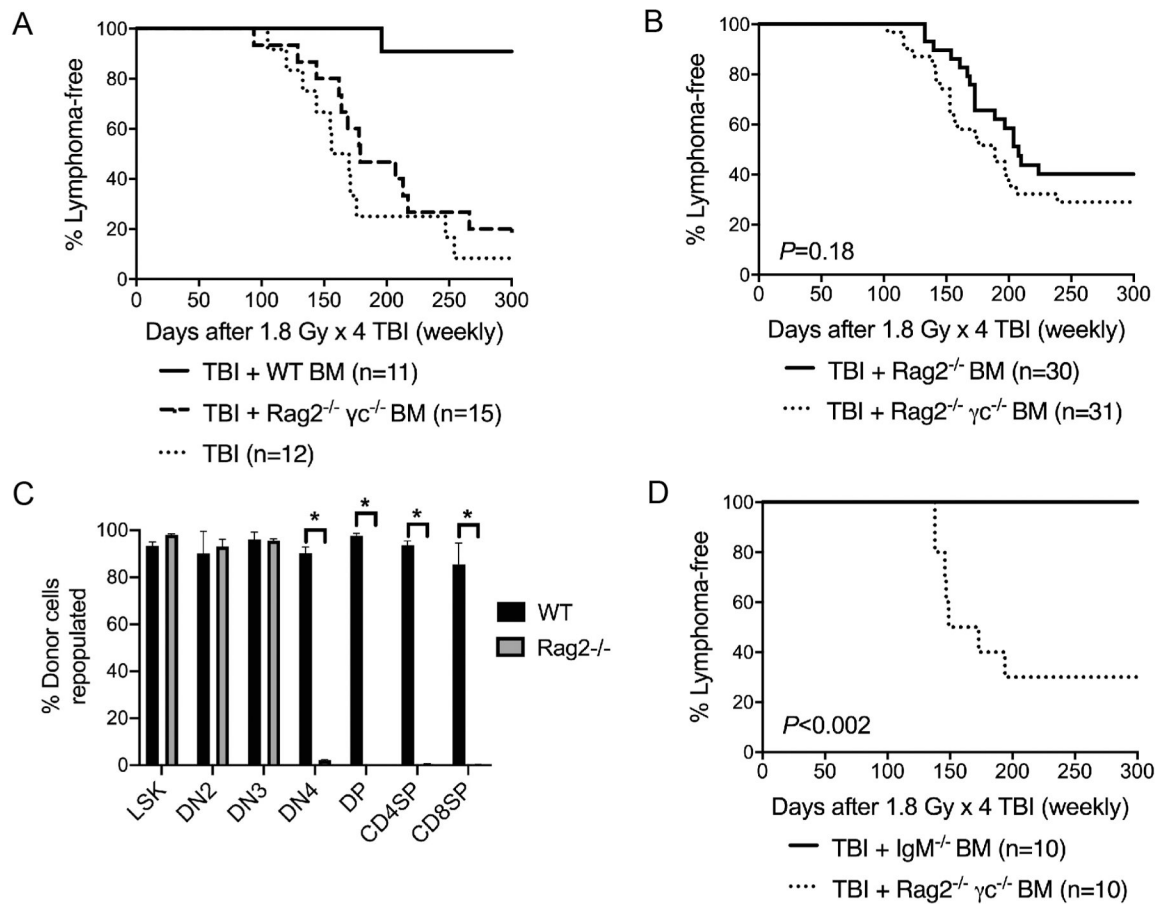 A
% Lymphoma-free
100
80
60
40
20
0
0 50 100 150 200 250 300
Days after 1.8 Gy x 4 TBI (weekly)
TBI + WT BM (n=11)
TBI + Rag2⁻/⁻ γc⁻/⁻ BM (n=15)
TBI (n=12)
B
% Lymphoma-free
100
80
60
40
20
0
P=0.18
0 50 100 150 200 250 300
Days after 1.8 Gy x 4 TBI (weekly)
TBI + Rag2⁻/⁻ BM (n=30)
TBI + Rag2⁻/⁻ γc⁻/⁻ BM (n=31)
C
% Donor cells
repopulated
100
80
60
40
20
0
* * * *
WT
Rag2-/-
LSK DN2 DN3 DN4 DP CD4SP CD8SP
D
% Lymphoma-free
100
80
60
40
20
0
P<0.002
0 50 100 150 200 250 300
Days after 1.8 Gy x 4 TBI (weekly)
TBI + IgM⁻/⁻ BM (n=10)
TBI + Rag2⁻/⁻ γc⁻/⁻ BM (n=10)